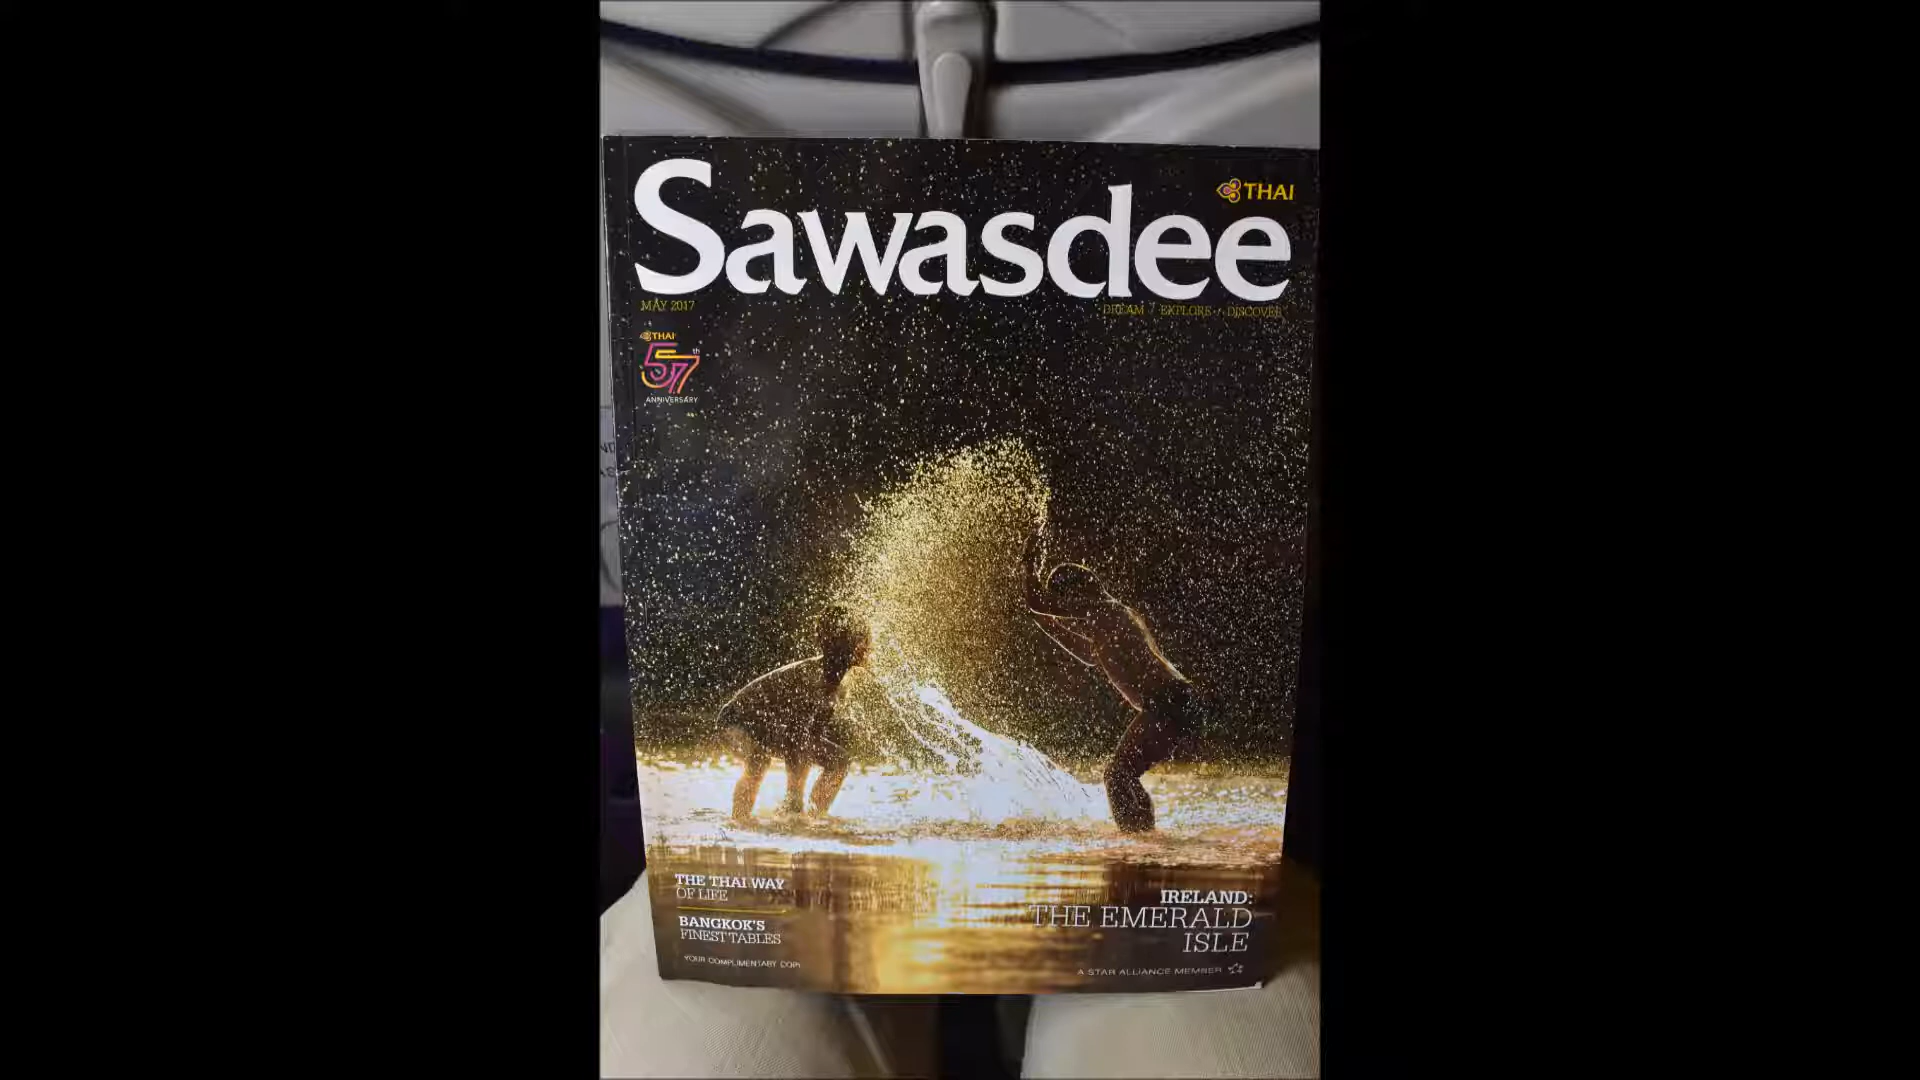 THAI
Sawasdee
MAY 2017
DREAM / EXPLORE / DISCOVER
THAI
57th
ANNIVERSARY
THE THAI WAY
OF LIFE
BANGKOK'S
FINEST TABLES
YOUR COMPLIMENTARY COPY
IRELAND:
THE EMERALD
ISLE
A STAR ALLIANCE MEMBER